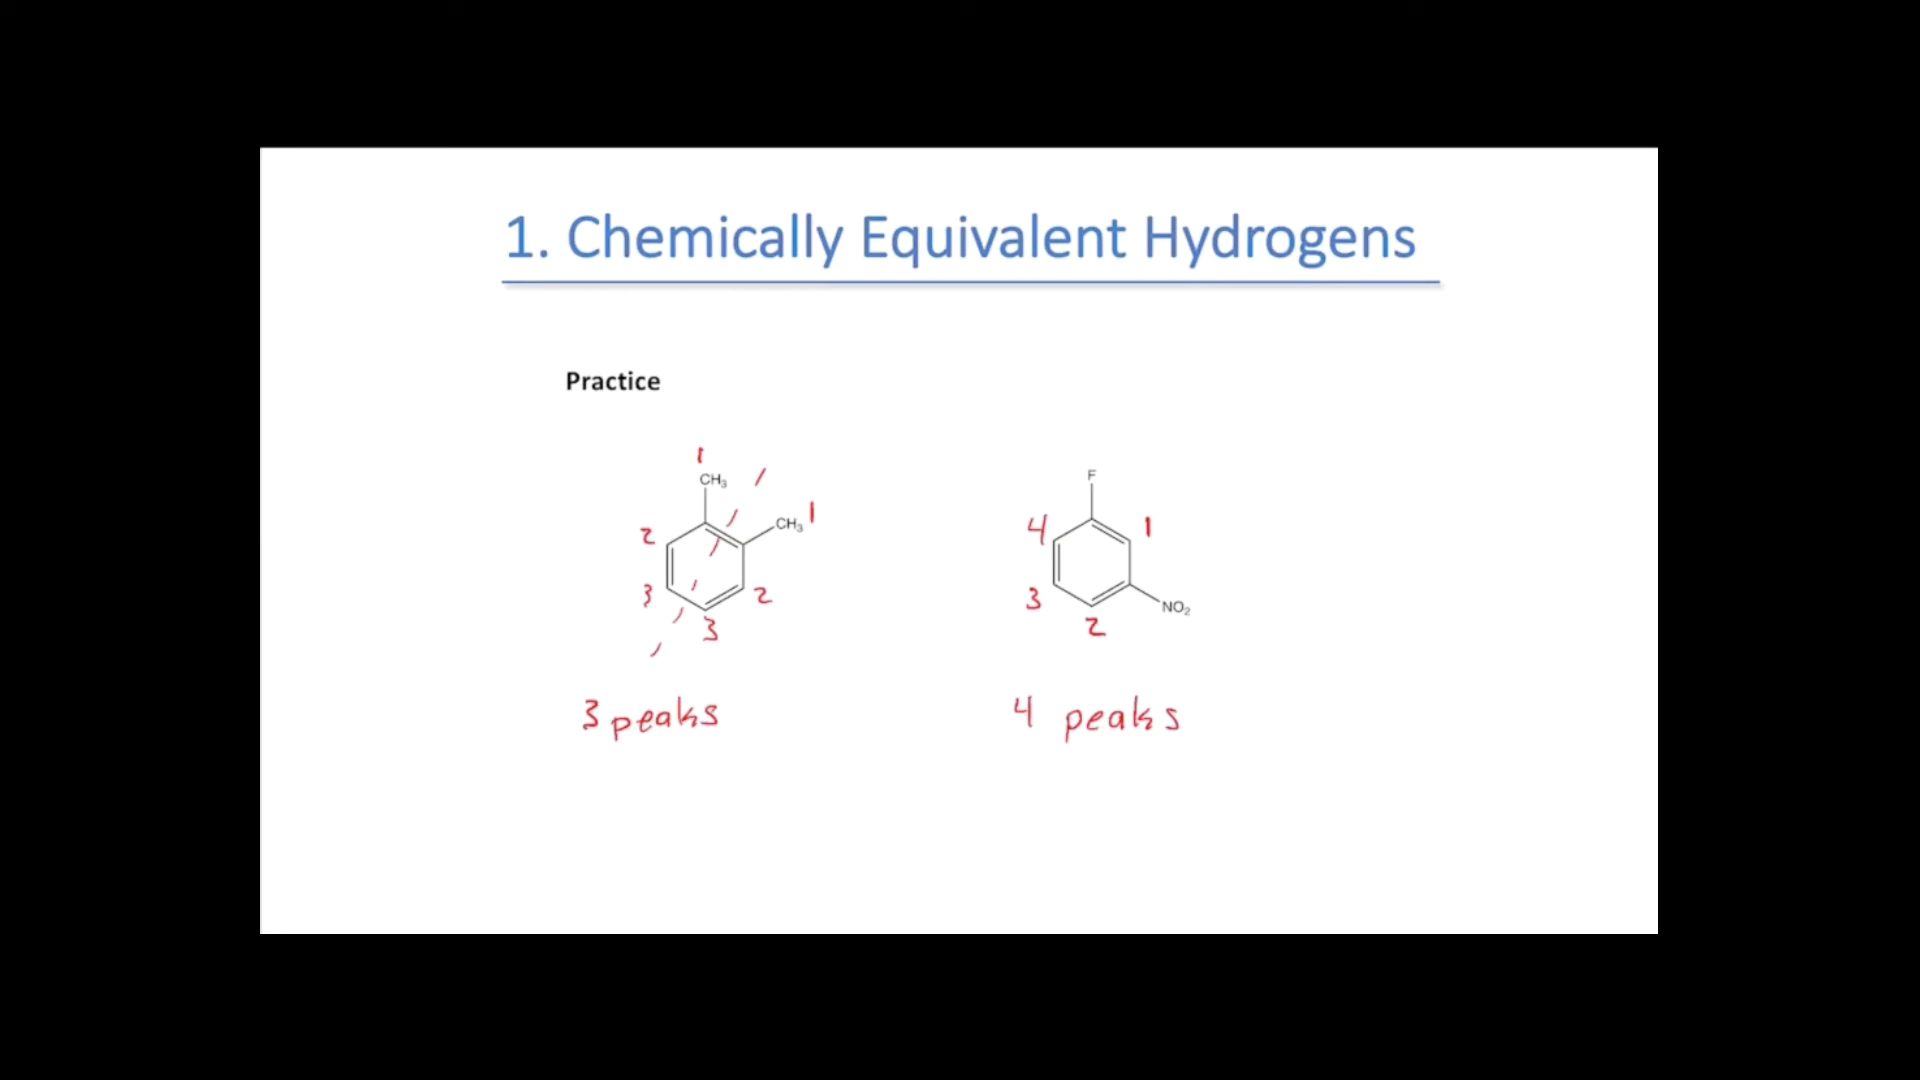 1. Chemically Equivalent Hydrogens
Practice
1
CH₃
CH₃ 1
2
3
2
3
F
4
1
3
2
NO₂
3 peaks
4 peaks